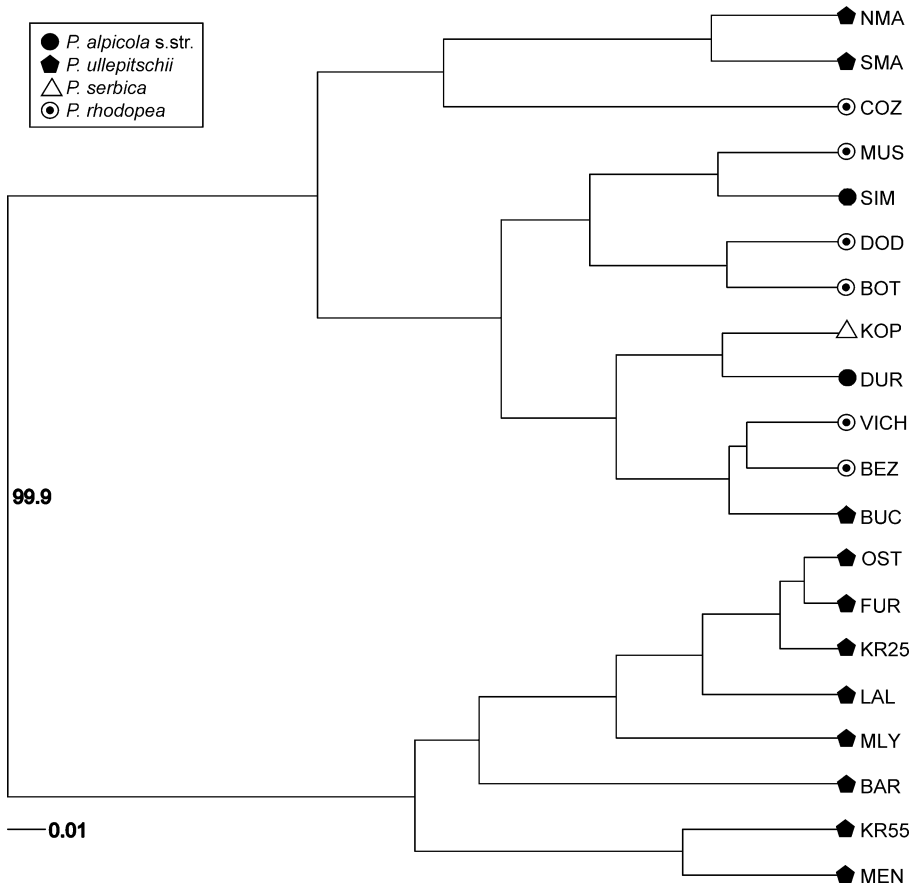 P. alpicola s.str.
P. ullepitschii
P. serbica
P. rhodopea
NMA
SMA
COZ
MUS
SIM
DOD
BOT
KOP
DUR
VICH
BEZ
99.9
BUC
OST
FUR
KR25
LAL
MLY
BAR
0.01
KR55
MEN